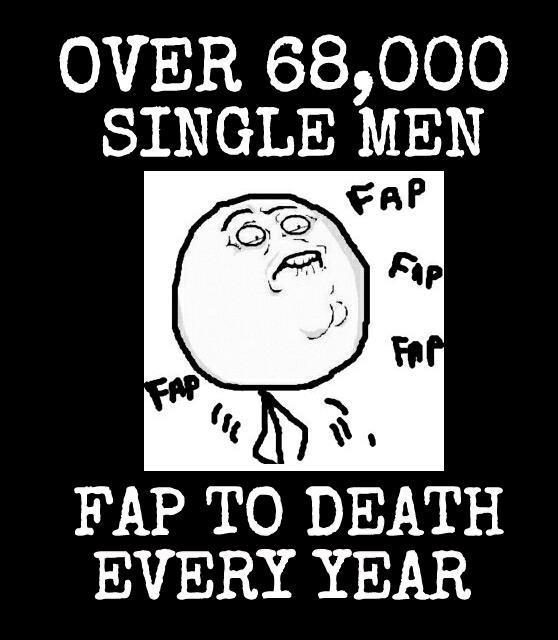 OVER 68,000
SINGLE MEN
FAP
FAP
FAP
FAP
FAP TO DEATH
EVERY YEAR